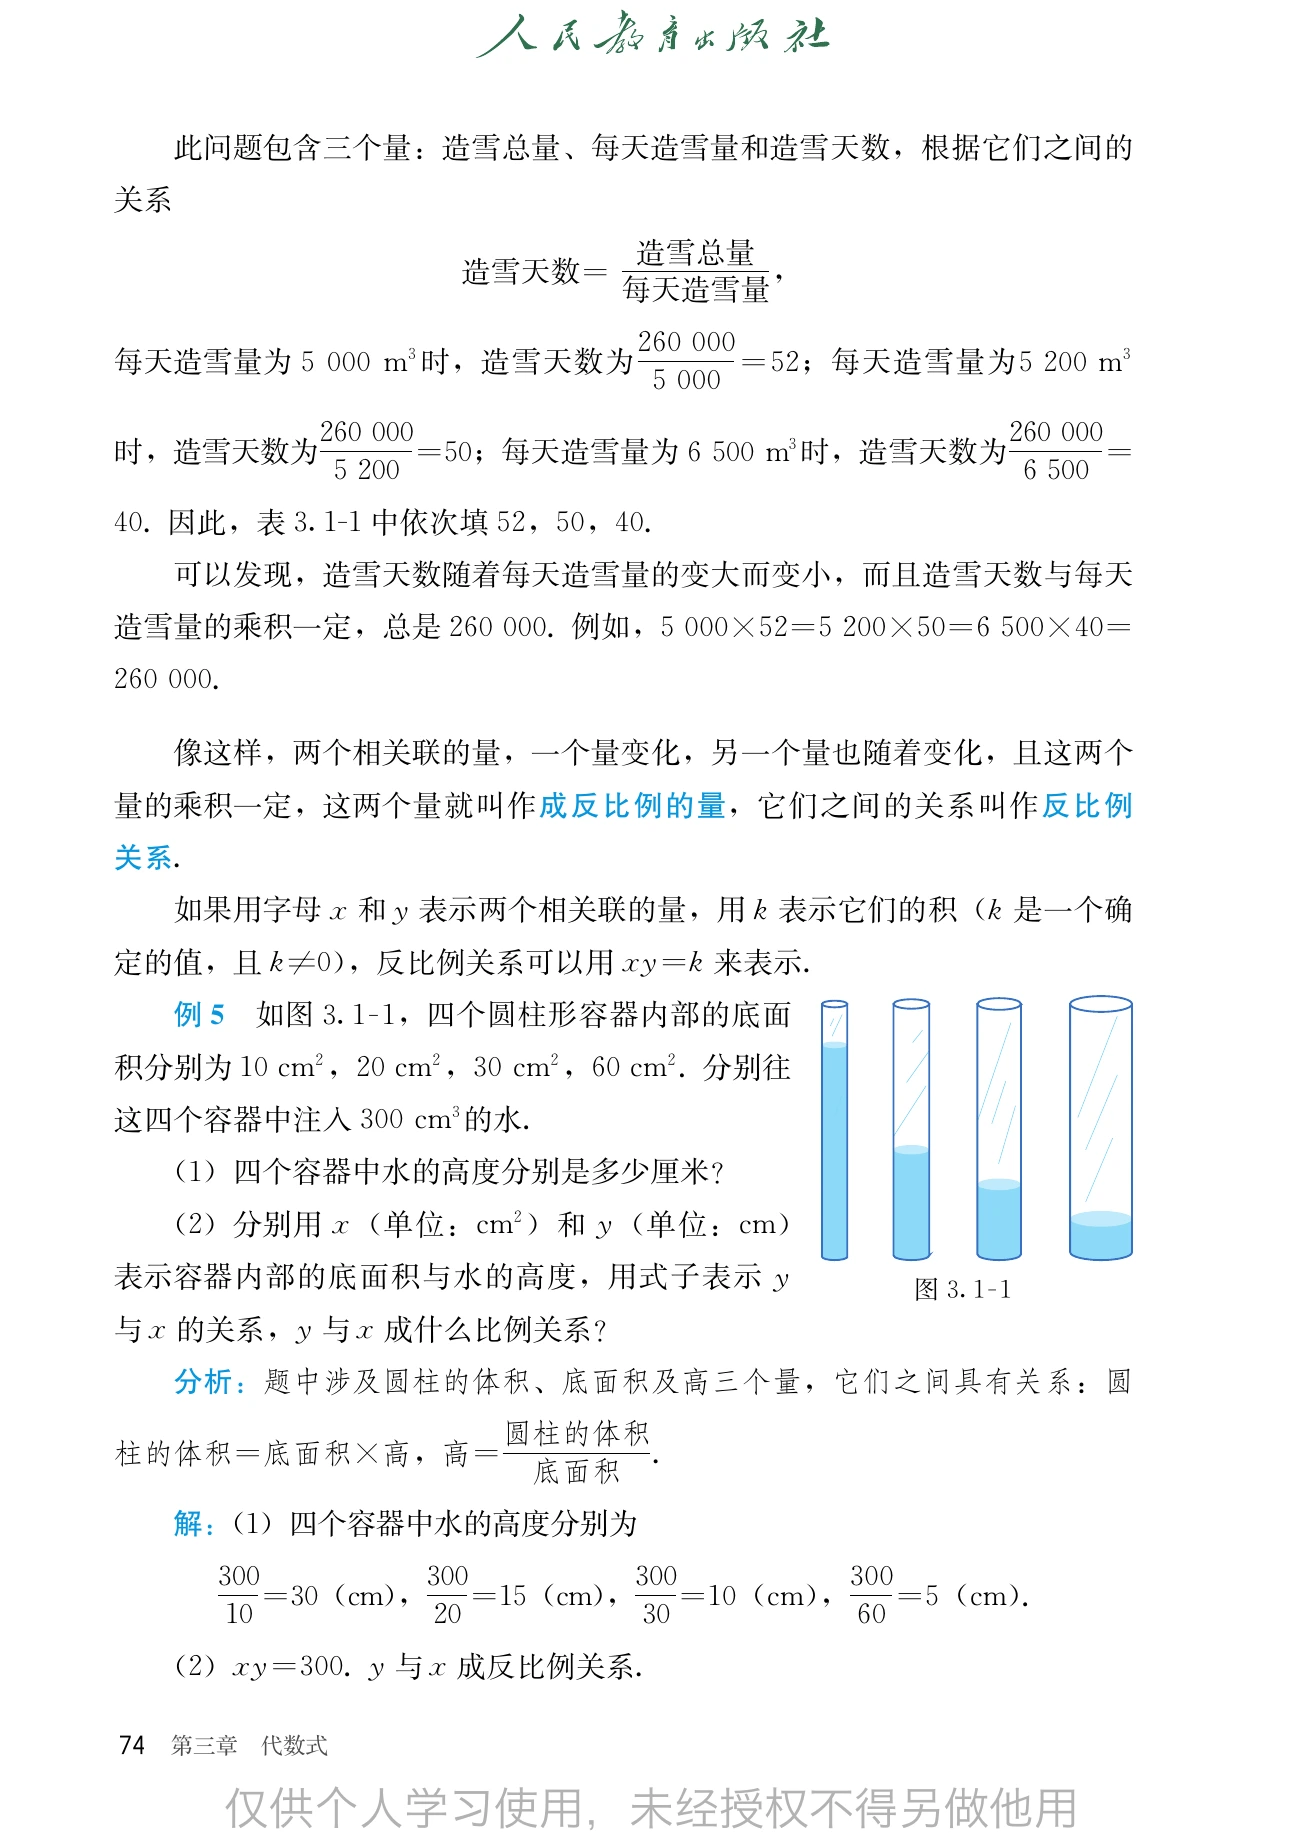 人民教育出版社
此问题包含三个量：造雪总量、每天造雪量和造雪天数，根据它们之间的
关系
造雪天数= 造雪总量/每天造雪量，
每天造雪量为 5 000 m³时，造雪天数为260 000/5 000=52；每天造雪量为5 200 m³
时，造雪天数为260 000/5 200=50；每天造雪量为 6 500 m³时，造雪天数为260 000/6 500=
40. 因此，表 3.1-1 中依次填 52，50，40.
可以发现，造雪天数随着每天造雪量的变大而变小，而且造雪天数与每天
造雪量的乘积一定，总是 260 000. 例如，5 000×52=5 200×50=6 500×40=
260 000.
像这样，两个相关联的量，一个量变化，另一个量也随着变化，且这两个
量的乘积一定，这两个量就叫作成反比例的量，它们之间的关系叫作反比例
关系.
如果用字母 x 和 y 表示两个相关联的量，用 k 表示它们的积（k 是一个确
定的值，且 k≠0），反比例关系可以用 xy=k 来表示.
例 5 如图 3.1-1，四个圆柱形容器内部的底面
积分别为 10 cm²，20 cm²，30 cm²，60 cm². 分别往
这四个容器中注入 300 cm³的水.
（1）四个容器中水的高度分别是多少厘米？
（2）分别用 x（单位：cm²）和 y（单位：cm）
表示容器内部的底面积与水的高度，用式子表示 y
与 x 的关系，y 与 x 成什么比例关系？
图 3.1-1
分析：题中涉及圆柱的体积、底面积及高三个量，它们之间具有关系：圆
柱的体积=底面积×高，高=圆柱的体积/底面积.
解：（1）四个容器中水的高度分别为
300/10=30（cm），300/20=15（cm），300/30=10（cm），300/60=5（cm）.
（2）xy=300. y 与 x 成反比例关系.
74 第三章 代数式
仅供个人学习使用，未经授权不得另做他用